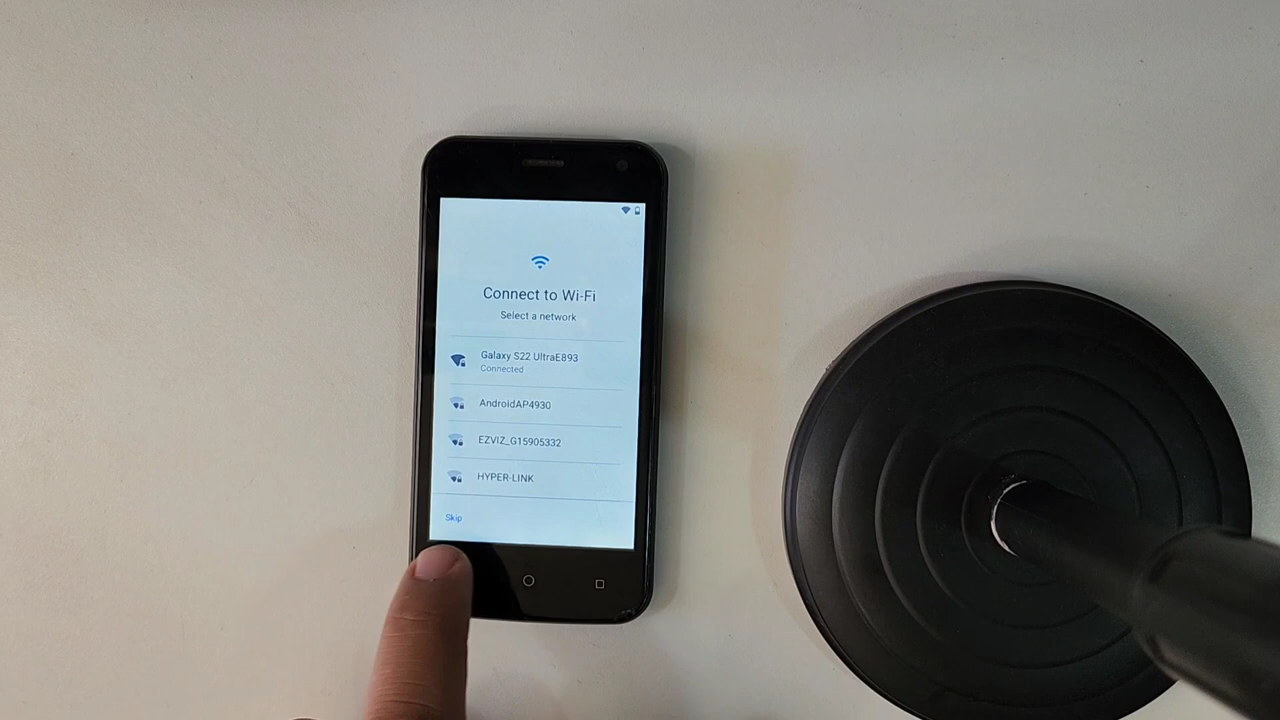 Connect to Wi-Fi
Select a network
Galaxy S22 UltraE893
Connected
AndroidAP4930
EZVIZ_G15905332
HYPER-LINK
Skip